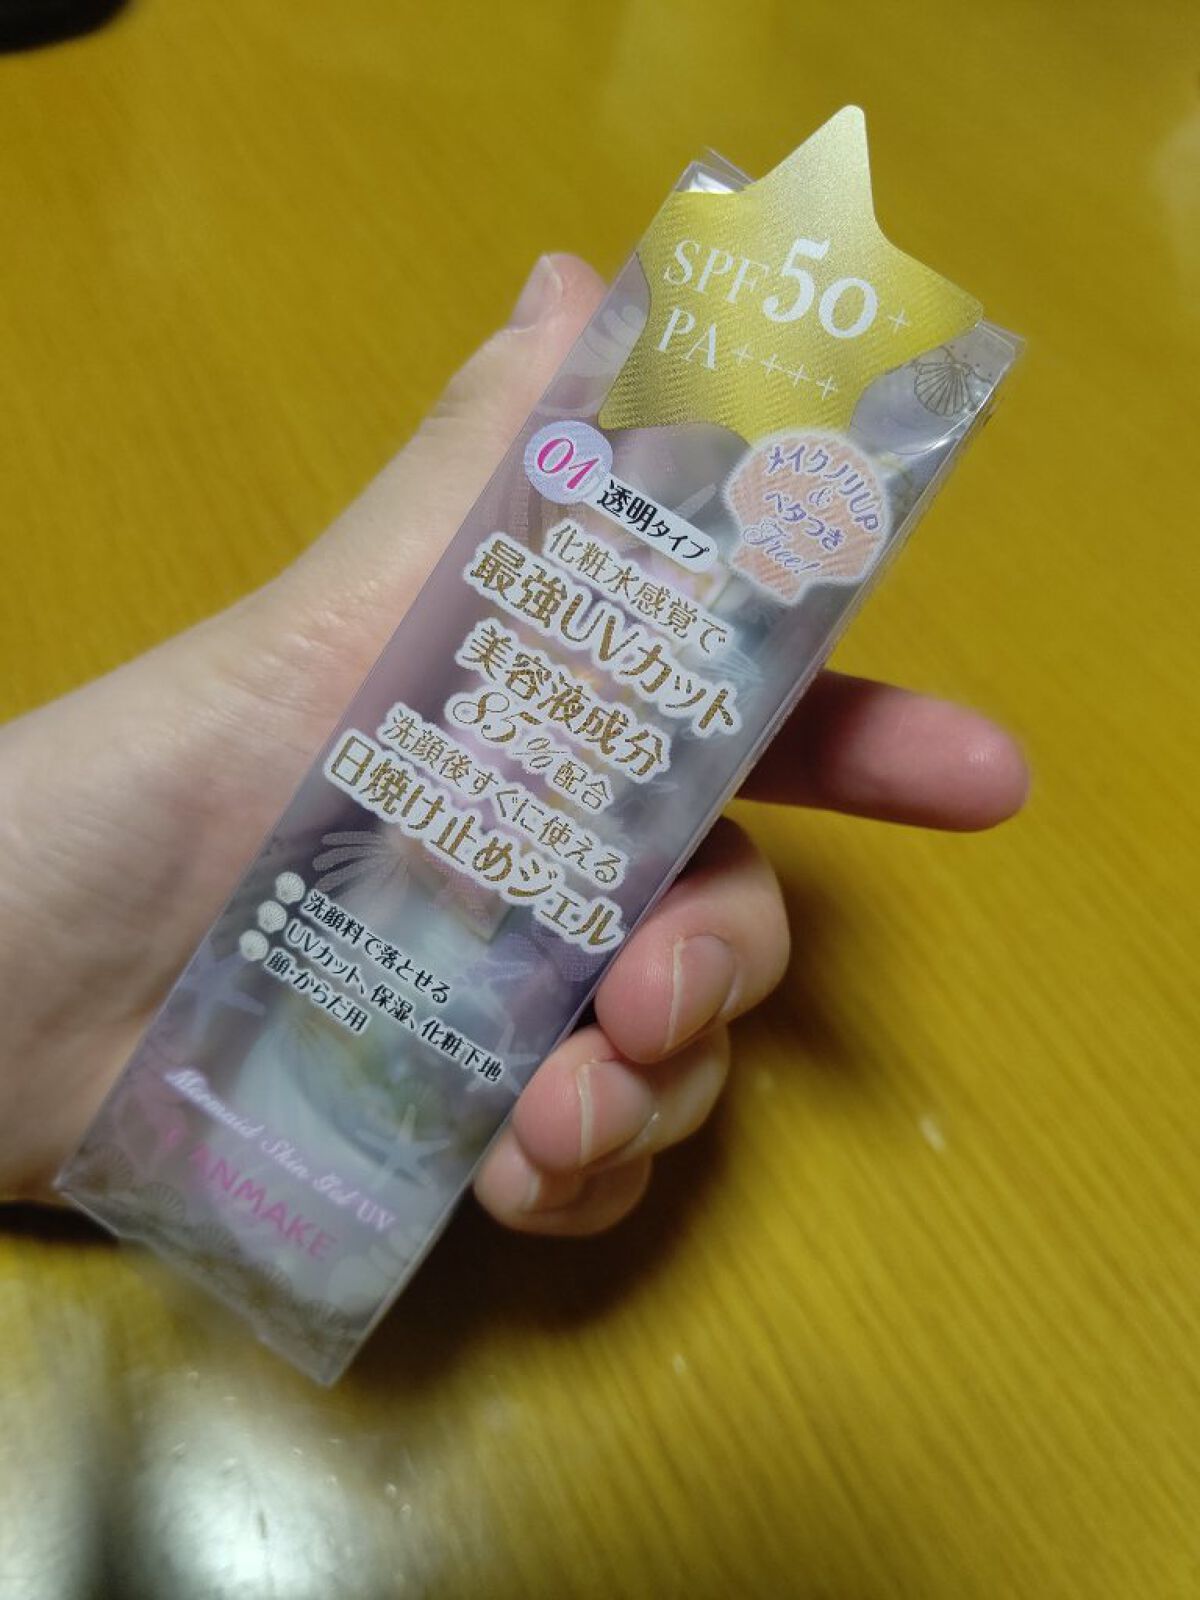 SPF50+
PA++++
01 透明タイプ
メイクノリUP
&
ベタつき
Free!
化粧水感覚で
最強UVカット
美容液成分
85%配合
洗顔後すぐに使える
日焼け止めジェル
洗顔料で落とせる
UVカット、保湿、化粧下地
顔・からだ用
Mermaid Skin Gel UV
CANMAKE